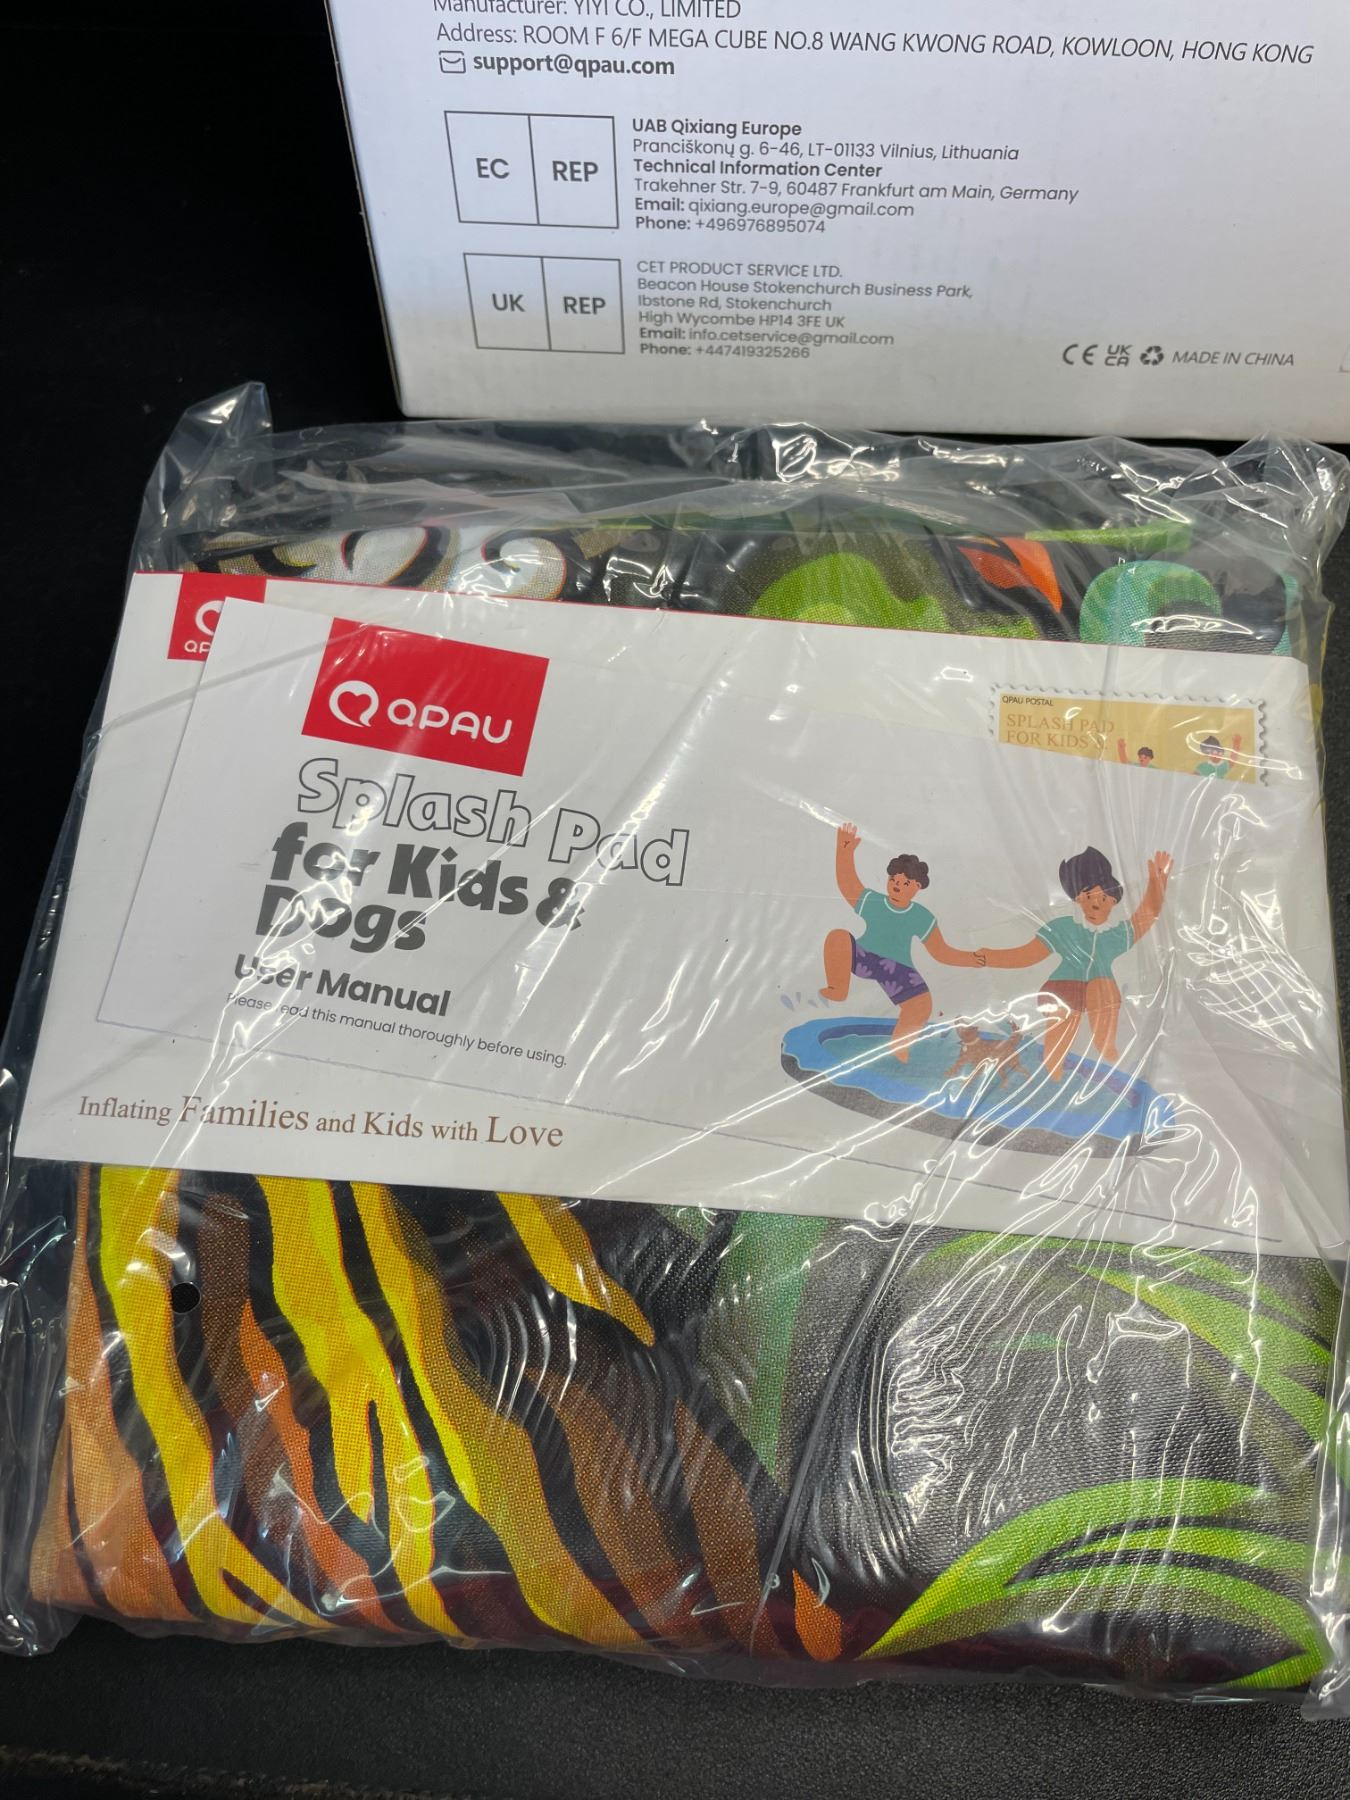 Manufacturer: YIYI CO., LIMITED
Address: ROOM F 6/F MEGA CUBE NO.8 WANG KWONG ROAD, KOWLOON, HONG KONG
support@qpau.com
EC REP
UAB Qixiang Europe
Pranciškonų g. 6-46, LT-01133 Vilnius, Lithuania
Technical Information Center
Trakehner Str. 7-9, 60487 Frankfurt am Main, Germany
Email: qixiang.europe@gmail.com
Phone: +496976895074
UK REP
CET PRODUCT SERVICE LTD.
Beacon House Stokenchurch Business Park,
Ibstone Rd, Stokenchurch
High Wycombe HP14 3FE UK
Email: info.cetservice@gmail.com
Phone: +447419325266
CE UK CA MADE IN CHINA
QPAU
QPAU POSTAL
SPLASH PAD
FOR KIDS &
Splash Pad
for Kids &
Dogs
User Manual
Please read this manual thoroughly before using.
Inflating Families and Kids with Love